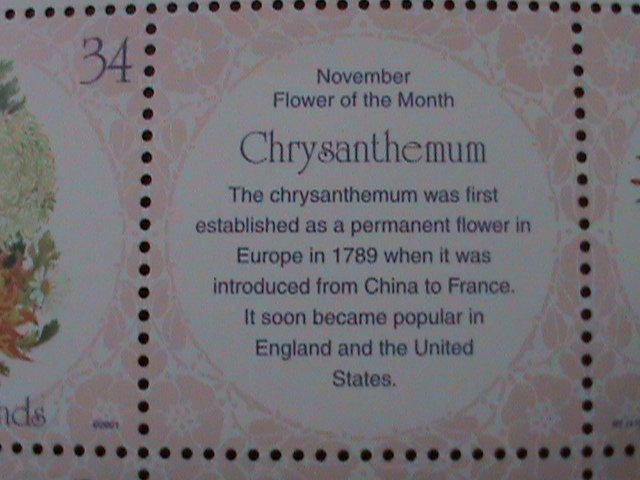 34
November
Flower of the Month
Chrysanthemum
The chrysanthemum was first
established as a permanent flower in
Europe in 1789 when it was
introduced from China to France.
It soon became popular in
England and the United
States.
nds